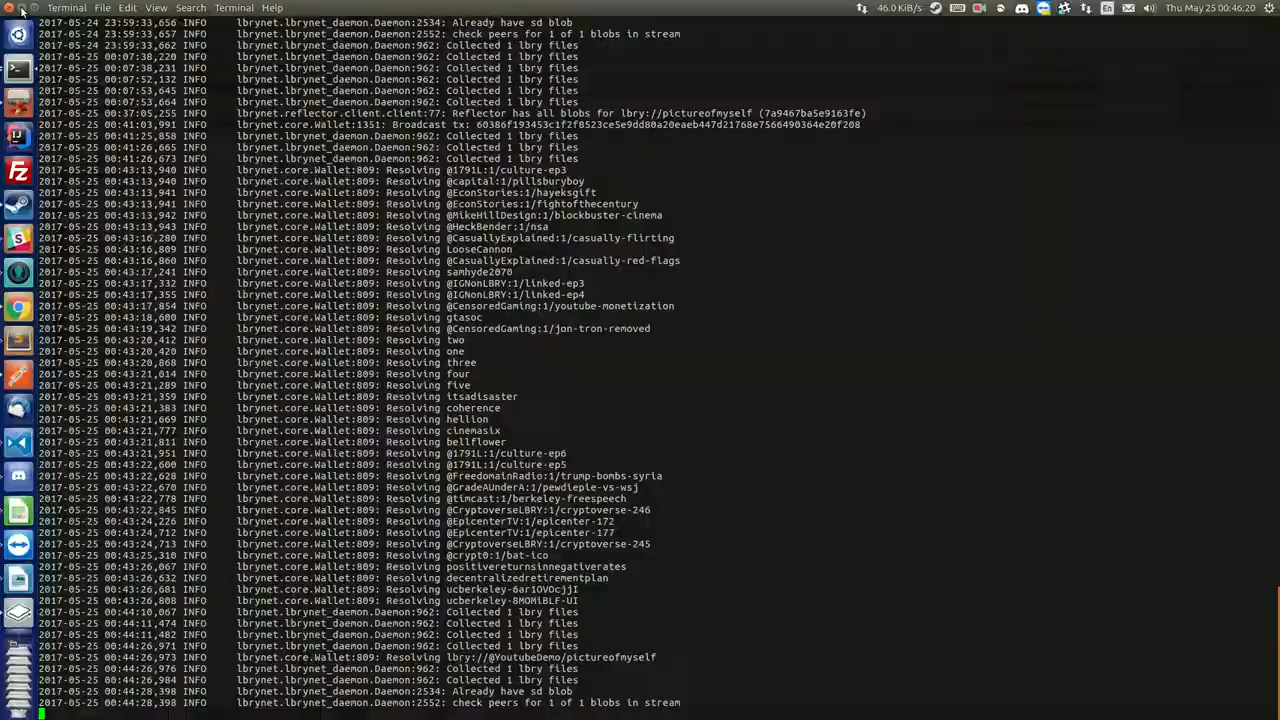 Terminal File Edit View Search Terminal Help 46.0 KiB/s En Thu May 25 00:46:20
2017-05-24 23:59:33,656 INFO lbrynet.lbrynet_daemon.Daemon:2534: Already have sd blob
2017-05-24 23:59:33,657 INFO lbrynet.lbrynet_daemon.Daemon:2552: check peers for 1 of 1 blobs in stream
2017-05-24 23:59:33,662 INFO lbrynet.lbrynet_daemon.Daemon:962: Collected 1 lbry files
2017-05-25 00:07:38,220 INFO lbrynet.lbrynet_daemon.Daemon:962: Collected 1 lbry files
2017-05-25 00:07:38,231 INFO lbrynet.lbrynet_daemon.Daemon:962: Collected 1 lbry files
2017-05-25 00:07:52,132 INFO lbrynet.lbrynet_daemon.Daemon:962: Collected 1 lbry files
2017-05-25 00:07:53,645 INFO lbrynet.lbrynet_daemon.Daemon:962: Collected 1 lbry files
2017-05-25 00:07:53,664 INFO lbrynet.lbrynet_daemon.Daemon:962: Collected 1 lbry files
2017-05-25 00:37:05,255 INFO lbrynet.reflector.client.client:77: Reflector has all blobs for lbry://pictureofmyself (7a9467ba5e9163fe)
2017-05-25 00:41:03,991 INFO lbrynet.core.Wallet:1351: Broadcast tx: 60386f193453c1f2f8523ce5e9dd80a20eaeb447d21768e7566490364e20f208
2017-05-25 00:41:25,858 INFO lbrynet.lbrynet_daemon.Daemon:962: Collected 1 lbry files
2017-05-25 00:41:26,665 INFO lbrynet.lbrynet_daemon.Daemon:962: Collected 1 lbry files
2017-05-25 00:41:26,673 INFO lbrynet.lbrynet_daemon.Daemon:962: Collected 1 lbry files
2017-05-25 00:43:13,940 INFO lbrynet.core.Wallet:809: Resolving @1791L:1/culture-ep3
2017-05-25 00:43:13,940 INFO lbrynet.core.Wallet:809: Resolving @capital:1/pillsburyboy
2017-05-25 00:43:13,941 INFO lbrynet.core.Wallet:809: Resolving @EconStories:1/hayeksgift
2017-05-25 00:43:13,941 INFO lbrynet.core.Wallet:809: Resolving @EconStories:1/fightofthecentury
2017-05-25 00:43:13,942 INFO lbrynet.core.Wallet:809: Resolving @MikeHillDesign:1/blockbuster-cinema
2017-05-25 00:43:13,943 INFO lbrynet.core.Wallet:809: Resolving @HeckBender:1/nsa
2017-05-25 00:43:16,280 INFO lbrynet.core.Wallet:809: Resolving @CasuallyExplained:1/casually-flirting
2017-05-25 00:43:16,809 INFO lbrynet.core.Wallet:809: Resolving LooseCannon
2017-05-25 00:43:16,860 INFO lbrynet.core.Wallet:809: Resolving @CasuallyExplained:1/casually-red-flags
2017-05-25 00:43:17,241 INFO lbrynet.core.Wallet:809: Resolving samhyde2070
2017-05-25 00:43:17,332 INFO lbrynet.core.Wallet:809: Resolving @IGNonLBRY:1/linked-ep3
2017-05-25 00:43:17,355 INFO lbrynet.core.Wallet:809: Resolving @IGNonLBRY:1/linked-ep4
2017-05-25 00:43:17,854 INFO lbrynet.core.Wallet:809: Resolving @CensoredGaming:1/youtube-monetization
2017-05-25 00:43:18,600 INFO lbrynet.core.Wallet:809: Resolving gtasoc
2017-05-25 00:43:19,342 INFO lbrynet.core.Wallet:809: Resolving @CensoredGaming:1/jon-tron-removed
2017-05-25 00:43:20,412 INFO lbrynet.core.Wallet:809: Resolving two
2017-05-25 00:43:20,420 INFO lbrynet.core.Wallet:809: Resolving one
2017-05-25 00:43:20,868 INFO lbrynet.core.Wallet:809: Resolving three
2017-05-25 00:43:21,014 INFO lbrynet.core.Wallet:809: Resolving four
2017-05-25 00:43:21,289 INFO lbrynet.core.Wallet:809: Resolving five
2017-05-25 00:43:21,359 INFO lbrynet.core.Wallet:809: Resolving itsadisaster
2017-05-25 00:43:21,383 INFO lbrynet.core.Wallet:809: Resolving coherence
2017-05-25 00:43:21,669 INFO lbrynet.core.Wallet:809: Resolving hellion
2017-05-25 00:43:21,777 INFO lbrynet.core.Wallet:809: Resolving cinemasix
2017-05-25 00:43:21,811 INFO lbrynet.core.Wallet:809: Resolving bellflower
2017-05-25 00:43:21,951 INFO lbrynet.core.Wallet:809: Resolving @1791L:1/culture-ep6
2017-05-25 00:43:22,600 INFO lbrynet.core.Wallet:809: Resolving @1791L:1/culture-ep5
2017-05-25 00:43:22,628 INFO lbrynet.core.Wallet:809: Resolving @FreedomainRadio:1/trump-bombs-syria
2017-05-25 00:43:22,670 INFO lbrynet.core.Wallet:809: Resolving @GradeAUnderA:1/pewdiepie-vs-wsj
2017-05-25 00:43:22,778 INFO lbrynet.core.Wallet:809: Resolving @timcast:1/berkeley-freespeech
2017-05-25 00:43:22,845 INFO lbrynet.core.Wallet:809: Resolving @CryptoverseLBRY:1/cryptoverse-246
2017-05-25 00:43:24,226 INFO lbrynet.core.Wallet:809: Resolving @EpicenterTV:1/epicenter-172
2017-05-25 00:43:24,712 INFO lbrynet.core.Wallet:809: Resolving @EpicenterTV:1/epicenter-177
2017-05-25 00:43:24,713 INFO lbrynet.core.Wallet:809: Resolving @CryptoverseLBRY:1/cryptoverse-245
2017-05-25 00:43:25,310 INFO lbrynet.core.Wallet:809: Resolving @crypt0:1/bat-ico
2017-05-25 00:43:26,067 INFO lbrynet.core.Wallet:809: Resolving positivereturnsinnegativerates
2017-05-25 00:43:26,632 INFO lbrynet.core.Wallet:809: Resolving decentralizedretirementplan
2017-05-25 00:43:26,681 INFO lbrynet.core.Wallet:809: Resolving ucberkeley-6ar1OVOcjjI
2017-05-25 00:43:26,808 INFO lbrynet.core.Wallet:809: Resolving ucberkeley-8MOMiBLF-UI
2017-05-25 00:44:10,067 INFO lbrynet.lbrynet_daemon.Daemon:962: Collected 1 lbry files
2017-05-25 00:44:11,474 INFO lbrynet.lbrynet_daemon.Daemon:962: Collected 1 lbry files
2017-05-25 00:44:11,482 INFO lbrynet.lbrynet_daemon.Daemon:962: Collected 1 lbry files
2017-05-25 00:44:26,971 INFO lbrynet.lbrynet_daemon.Daemon:962: Collected 1 lbry files
2017-05-25 00:44:26,973 INFO lbrynet.core.Wallet:809: Resolving lbry://@YoutubeDemo/pictureofmyself
2017-05-25 00:44:26,976 INFO lbrynet.lbrynet_daemon.Daemon:962: Collected 1 lbry files
2017-05-25 00:44:26,984 INFO lbrynet.lbrynet_daemon.Daemon:962: Collected 1 lbry files
2017-05-25 00:44:28,398 INFO lbrynet.lbrynet_daemon.Daemon:2534: Already have sd blob
2017-05-25 00:44:28,398 INFO lbrynet.lbrynet_daemon.Daemon:2552: check peers for 1 of 1 blobs in stream